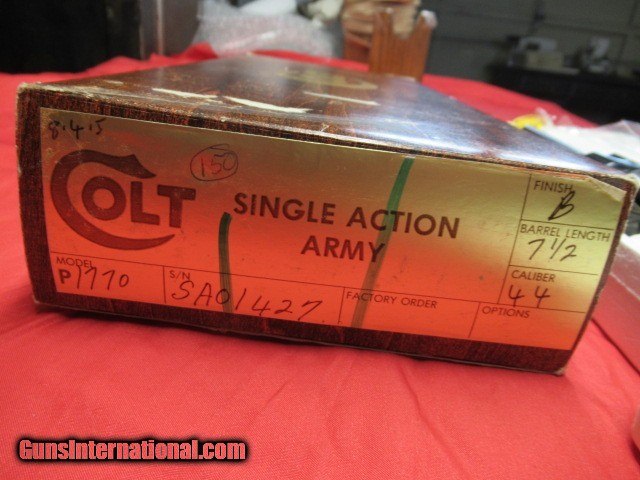 8.4.5
150
COLT
SINGLE ACTION
ARMY
FINISH
B
BARREL LENGTH
7 1/2
CALIBER
44
MODEL
P1770
S/N
SA01427
FACTORY ORDER
OPTIONS
GunsInternational.com